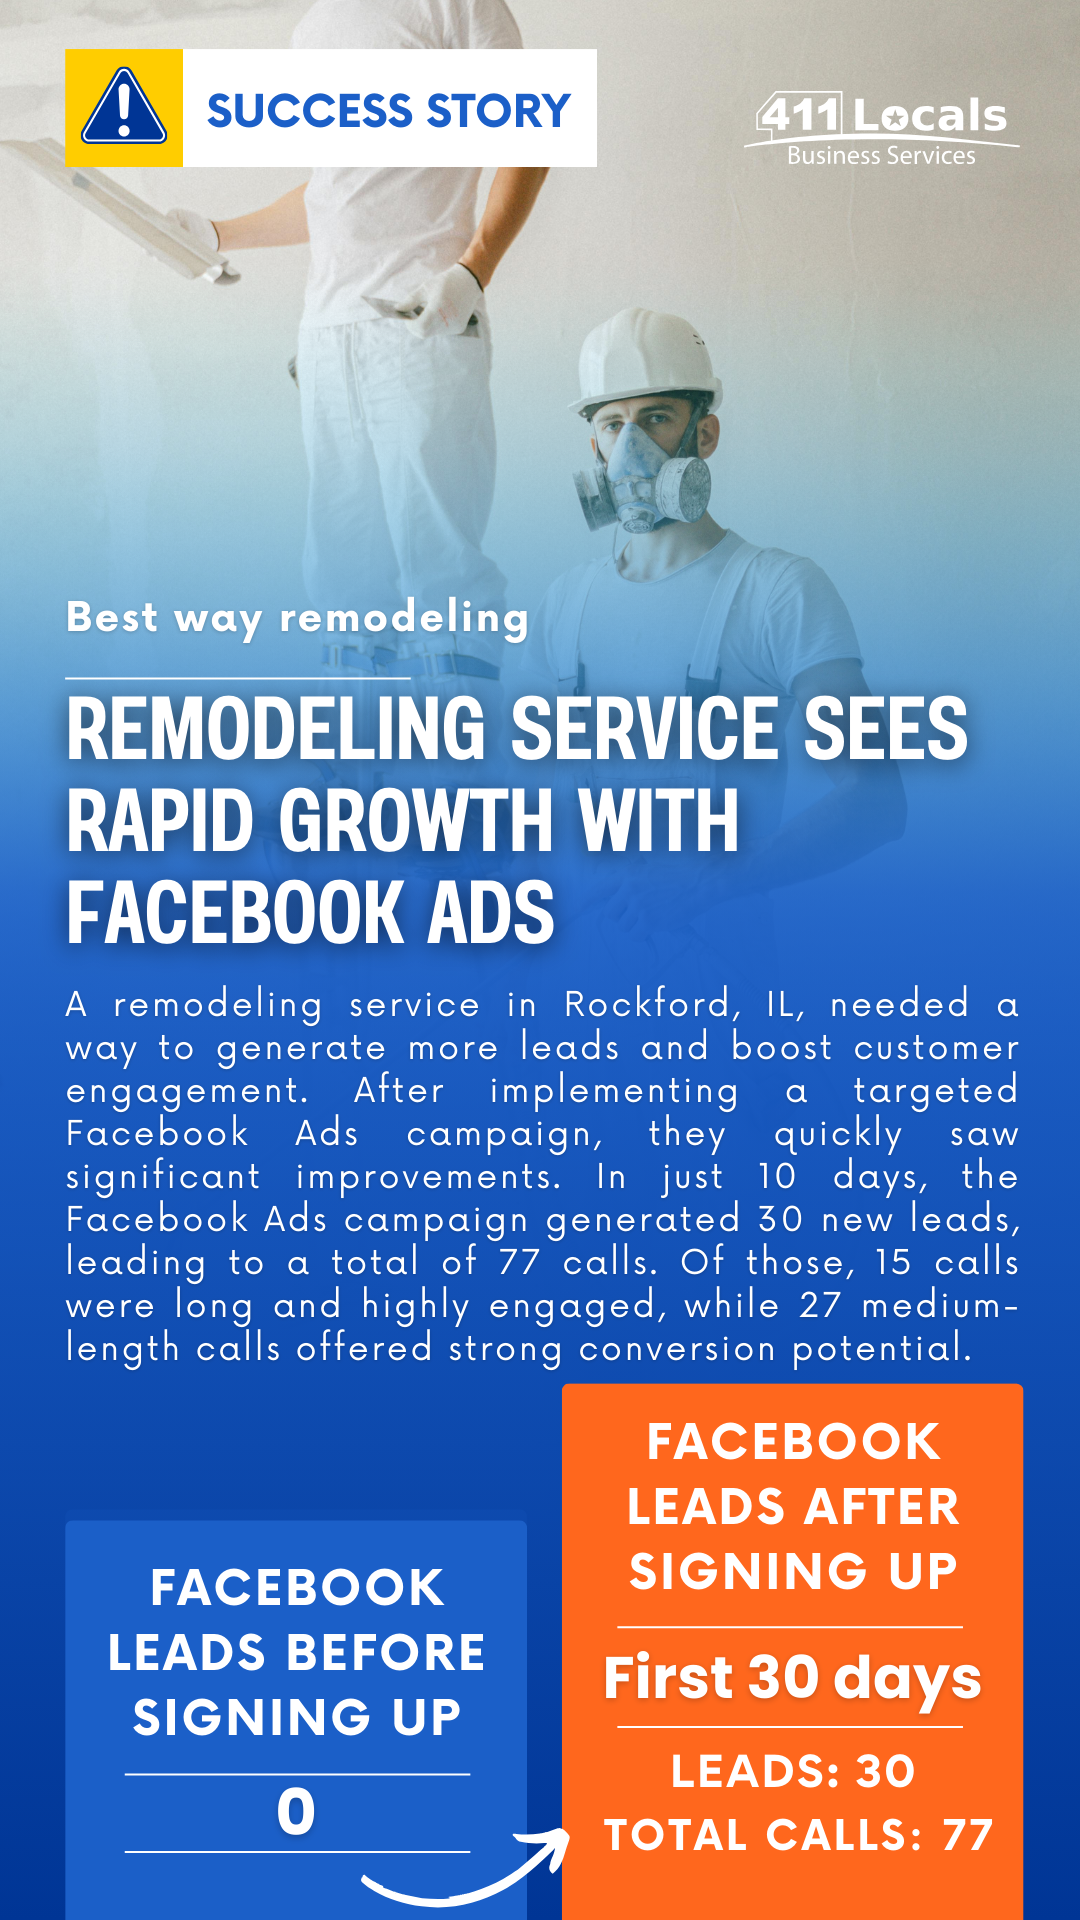 SUCCESS STORY
411 Locals
Business Services
Best way remodeling
REMODELING SERVICE SEES
RAPID GROWTH WITH
FACEBOOK ADS
A remodeling service in Rockford, IL, needed a
way to generate more leads and boost customer
engagement. After implementing a targeted
Facebook Ads campaign, they quickly saw
significant improvements. In just 10 days, the
Facebook Ads campaign generated 30 new leads,
leading to a total of 77 calls. Of those, 15 calls
were long and highly engaged, while 27 medium-
length calls offered strong conversion potential.
FACEBOOK
LEADS BEFORE
SIGNING UP
0
FACEBOOK
LEADS AFTER
SIGNING UP
First 30 days
LEADS: 30
TOTAL CALLS: 77